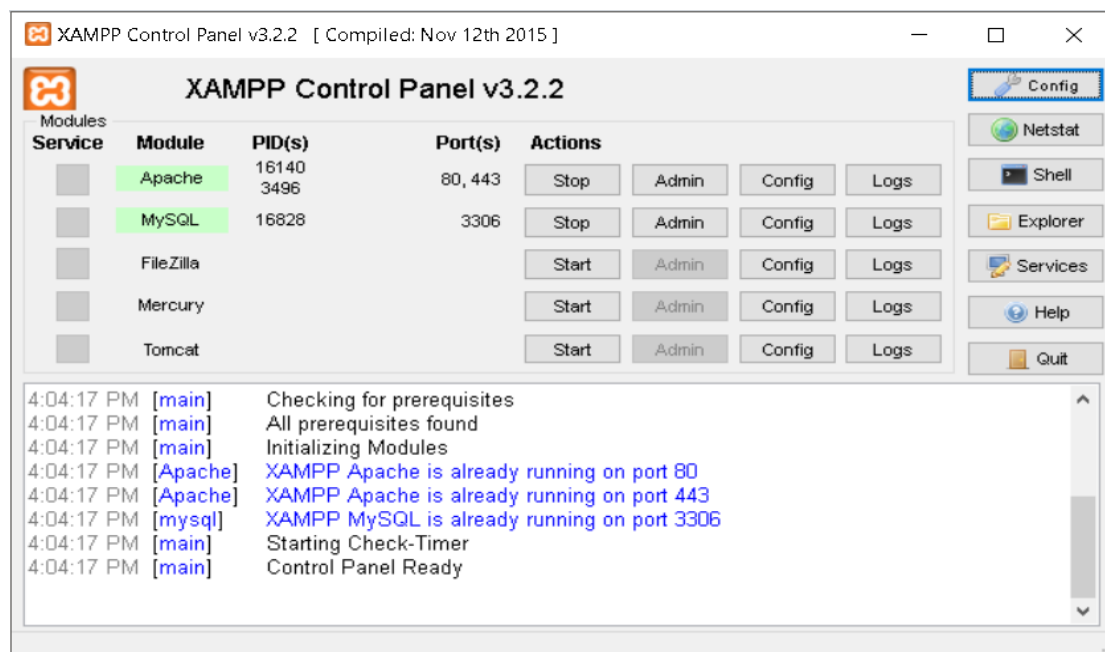 XAMPP Control Panel v3.2.2 [ Compiled: Nov 12th 2015 ]
XAMPP Control Panel v3.2.2
Config
Modules
Service Module PID(s) Port(s) Actions
Netstat
Apache 16140 3496 80, 443 Stop Admin Config Logs
Shell
MySQL 16828 3306 Stop Admin Config Logs
Explorer
FileZilla Start Admin Config Logs
Services
Mercury Start Admin Config Logs
Help
Tomcat Start Admin Config Logs
Quit
4:04:17 PM [main] Checking for prerequisites
4:04:17 PM [main] All prerequisites found
4:04:17 PM [main] Initializing Modules
4:04:17 PM [Apache] XAMPP Apache is already running on port 80
4:04:17 PM [Apache] XAMPP Apache is already running on port 443
4:04:17 PM [mysql] XAMPP MySQL is already running on port 3306
4:04:17 PM [main] Starting Check-Timer
4:04:17 PM [main] Control Panel Ready